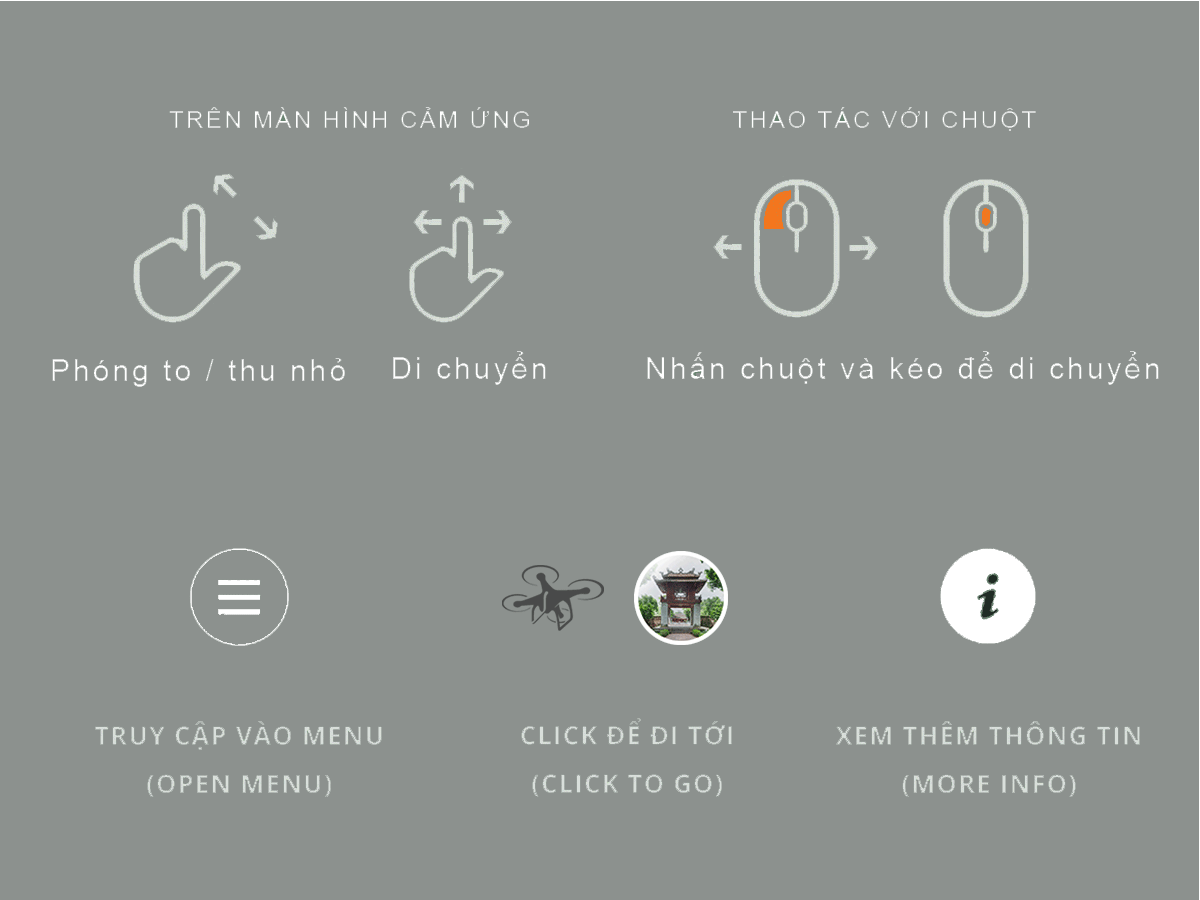 TRÊN MÀN HÌNH CẢM ỨNG
THAO TÁC VỚI CHUỘT
Phóng to / thu nhỏ
Di chuyển
Nhấn chuột và kéo để di chuyển
TRUY CẬP VÀO MENU
(OPEN MENU)
CLICK ĐỂ ĐI TỚI
(CLICK TO GO)
XEM THÊM THÔNG TIN
(MORE INFO)